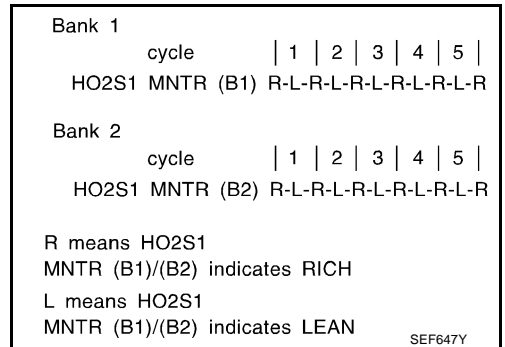 Bank 1
cycle | 1 | 2 | 3 | 4 | 5 |
HO2S1 MNTR (B1) R-L-R-L-R-L-R-L-R-L-R
Bank 2
cycle | 1 | 2 | 3 | 4 | 5 |
HO2S1 MNTR (B2) R-L-R-L-R-L-R-L-R-L-R
R means HO2S1
MNTR (B1)/(B2) indicates RICH
L means HO2S1
MNTR (B1)/(B2) indicates LEAN
SEF647Y